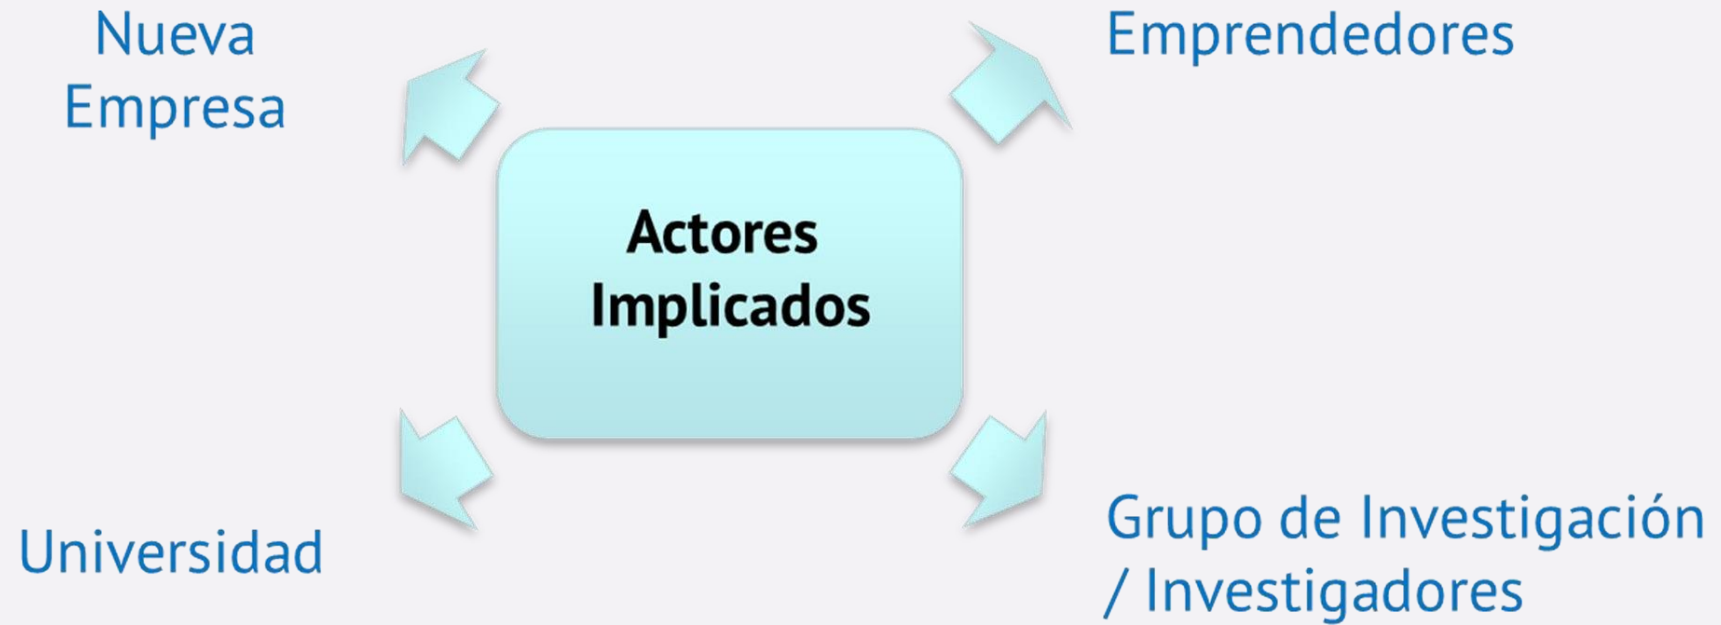 Nueva
Empresa
Emprendedores
Actores
Implicados
Universidad
Grupo de Investigación
/ Investigadores